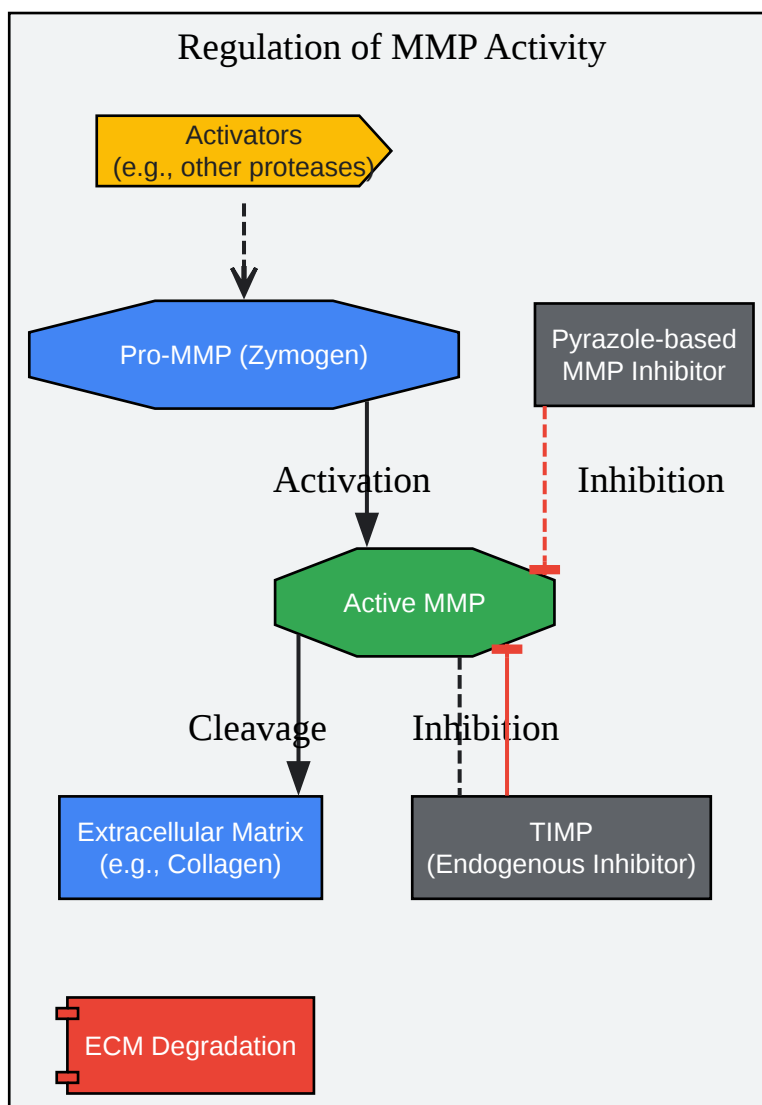 Regulation of MMP Activity
Activators
(e.g., other proteases)
Pro-MMP (Zymogen)
Pyrazole-based
MMP Inhibitor
Activation
Inhibition
Active MMP
Cleavage
Inhibition
Extracellular Matrix
(e.g., Collagen)
TIMP
(Endogenous Inhibitor)
ECM Degradation